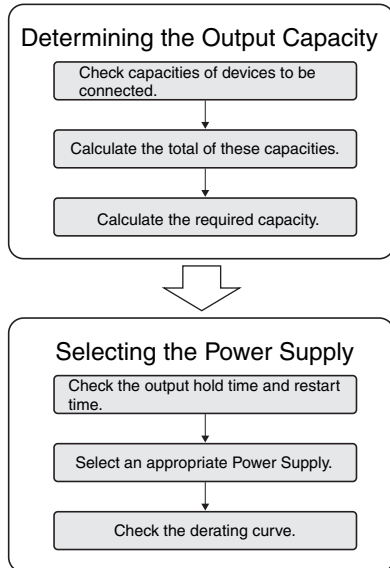 Determining the Output Capacity
Check capacities of devices to be
connected.
Calculate the total of these capacities.
Calculate the required capacity.
Selecting the Power Supply
Check the output hold time and restart
time.
Select an appropriate Power Supply.
Check the derating curve.